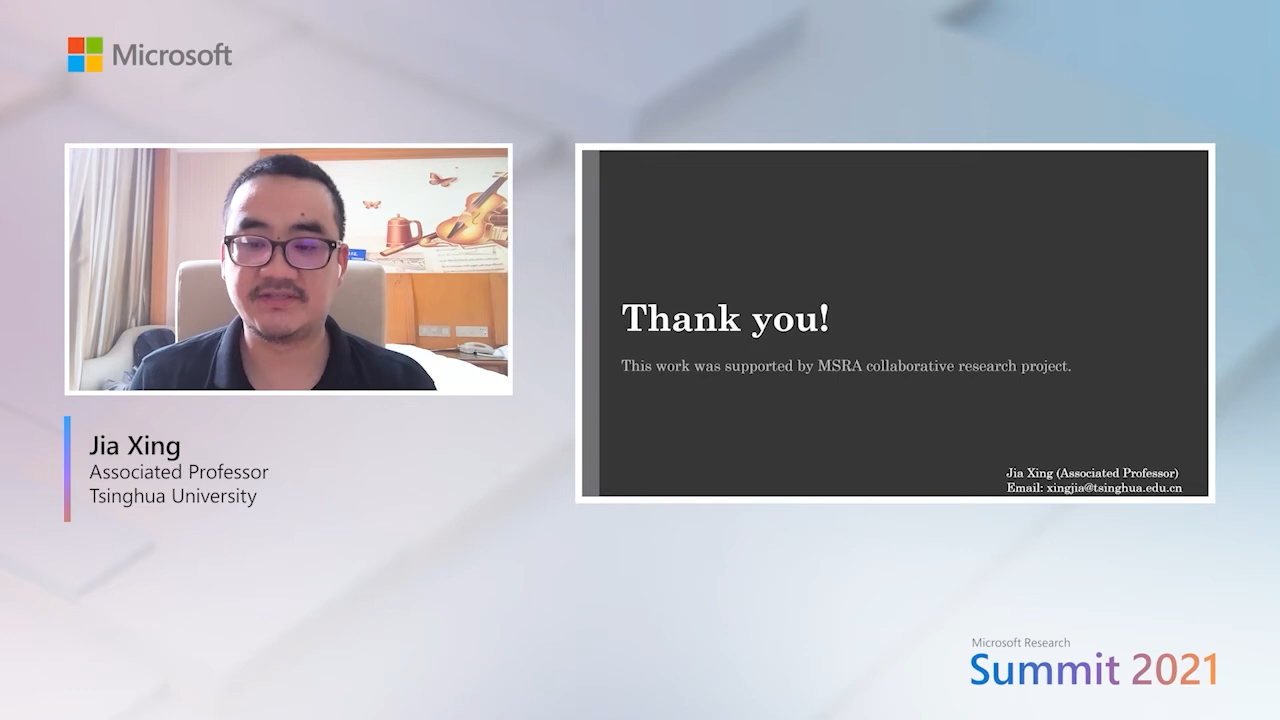 Microsoft
Thank you!
This work was supported by MSRA collaborative research project.
Jia Xing (Associated Professor)
Email: xingjia@tsinghua.edu.cn
Jia Xing
Associated Professor
Tsinghua University
Microsoft Research
Summit 2021